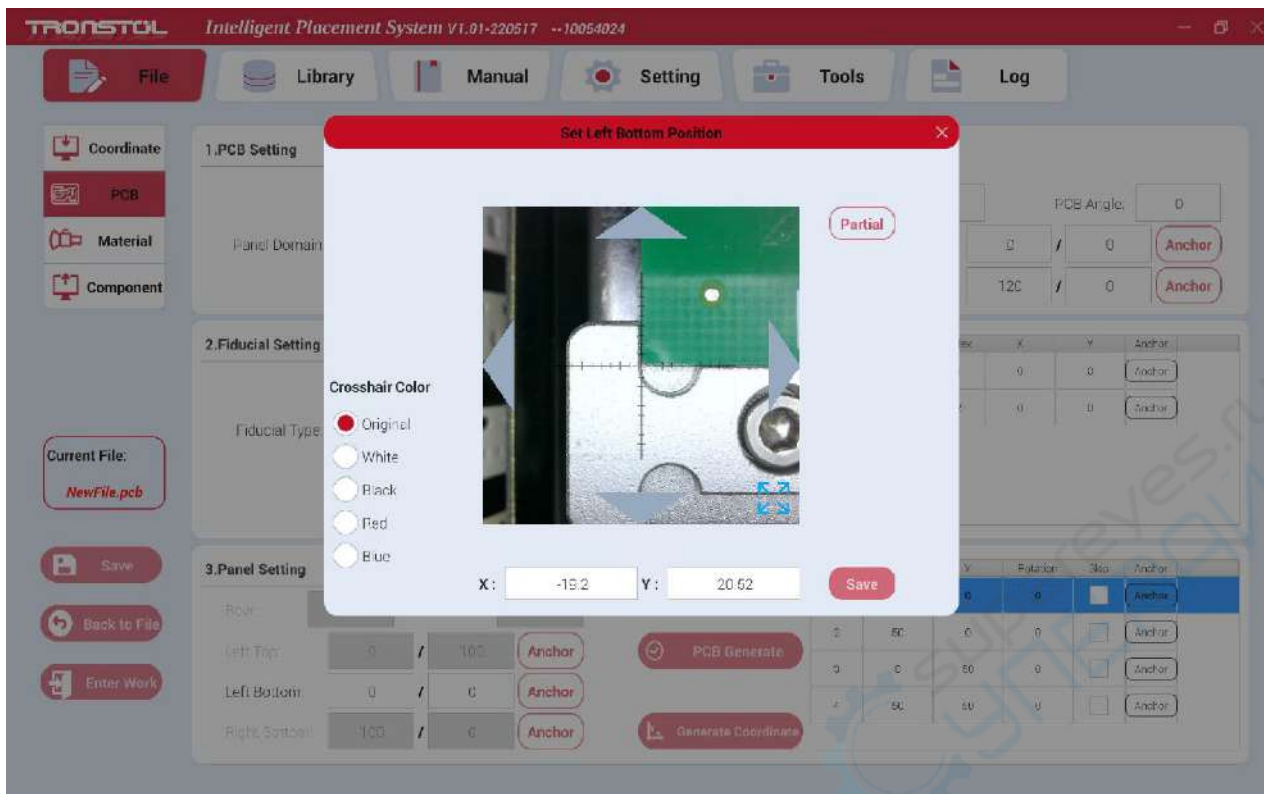 TRONSTOL Intelligent Placement System V1.01-220517 --10054024
File Library Manual Setting Tools Log
Coordinate
PCB
Material
Component
Current File:
NewFile.pcb
Save
Back to File
Enter Work
1.PCB Setting
Panel Domain
PCB Angle: 0
0 / 0 Anchor
120 / 0 Anchor
2.Fiducial Setting
Fiducial Type:
X Y Anchor
0 0 Anchor
0 0 Anchor
Set Left Bottom Position
Partial
Crosshair Color
Original
White
Black
Red
Blue
X: -19.2 Y: 20.52 Save
3.Panel Setting
Left Top: 0 / 100 Anchor
Left Bottom: 0 / 0 Anchor
Right Bottom: 100 / 0 Anchor
PCB Generate
Generate Coordinate
Y Rotation Skip Anchor
0 0 Anchor
2 50 0 0 Anchor
3 0 50 0 Anchor
4 50 50 0 Anchor
supereyes.ru